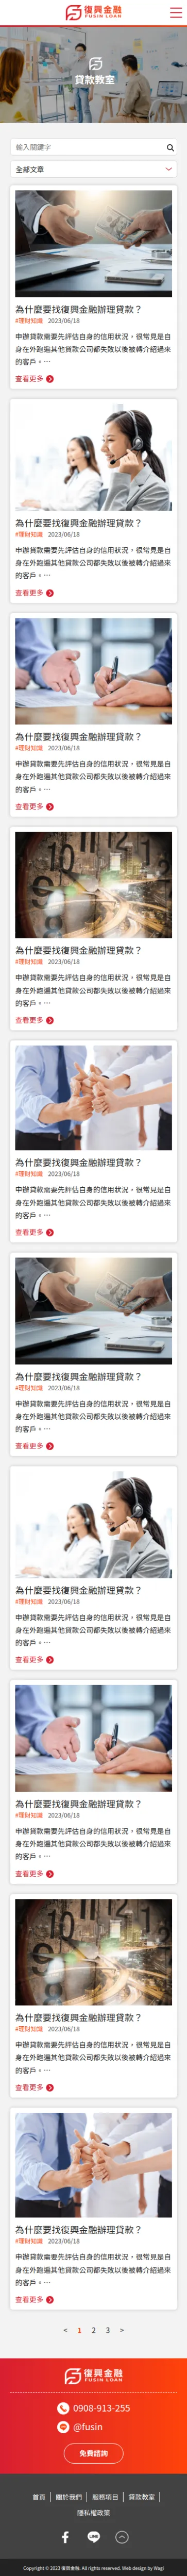 復興金融
FUSIN LOAN
貸款教室
輸入關鍵字
全部文章
為什麼要找復興金融辦理貸款？
#理財知識 2023/06/18
申辦貸款需要先評估自身的信用狀況，很常見是自
身在外跑遍其他貸款公司都失敗以後被轉介紹過來
的客戶。…
查看更多
為什麼要找復興金融辦理貸款？
#理財知識 2023/06/18
申辦貸款需要先評估自身的信用狀況，很常見是自
身在外跑遍其他貸款公司都失敗以後被轉介紹過來
的客戶。…
查看更多
為什麼要找復興金融辦理貸款？
#理財知識 2023/06/18
申辦貸款需要先評估自身的信用狀況，很常見是自
身在外跑遍其他貸款公司都失敗以後被轉介紹過來
的客戶。…
查看更多
為什麼要找復興金融辦理貸款？
#理財知識 2023/06/18
申辦貸款需要先評估自身的信用狀況，很常見是自
身在外跑遍其他貸款公司都失敗以後被轉介紹過來
的客戶。…
查看更多
為什麼要找復興金融辦理貸款？
#理財知識 2023/06/18
申辦貸款需要先評估自身的信用狀況，很常見是自
身在外跑遍其他貸款公司都失敗以後被轉介紹過來
的客戶。…
查看更多
為什麼要找復興金融辦理貸款？
#理財知識 2023/06/18
申辦貸款需要先評估自身的信用狀況，很常見是自
身在外跑遍其他貸款公司都失敗以後被轉介紹過來
的客戶。…
查看更多
為什麼要找復興金融辦理貸款？
#理財知識 2023/06/18
申辦貸款需要先評估自身的信用狀況，很常見是自
身在外跑遍其他貸款公司都失敗以後被轉介紹過來
的客戶。…
查看更多
為什麼要找復興金融辦理貸款？
#理財知識 2023/06/18
申辦貸款需要先評估自身的信用狀況，很常見是自
身在外跑遍其他貸款公司都失敗以後被轉介紹過來
的客戶。…
查看更多
為什麼要找復興金融辦理貸款？
#理財知識 2023/06/18
申辦貸款需要先評估自身的信用狀況，很常見是自
身在外跑遍其他貸款公司都失敗以後被轉介紹過來
的客戶。…
查看更多
為什麼要找復興金融辦理貸款？
#理財知識 2023/06/18
申辦貸款需要先評估自身的信用狀況，很常見是自
身在外跑遍其他貸款公司都失敗以後被轉介紹過來
的客戶。…
查看更多
< 1 2 3 >
復興金融
FUSIN LOAN
0908-913-255
@fusin
免費諮詢
首頁 | 關於我們 | 服務項目 | 貸款教室 |
隱私權政策
Copyright © 2023 復興金融. All rights reserved. Web design by Wagi